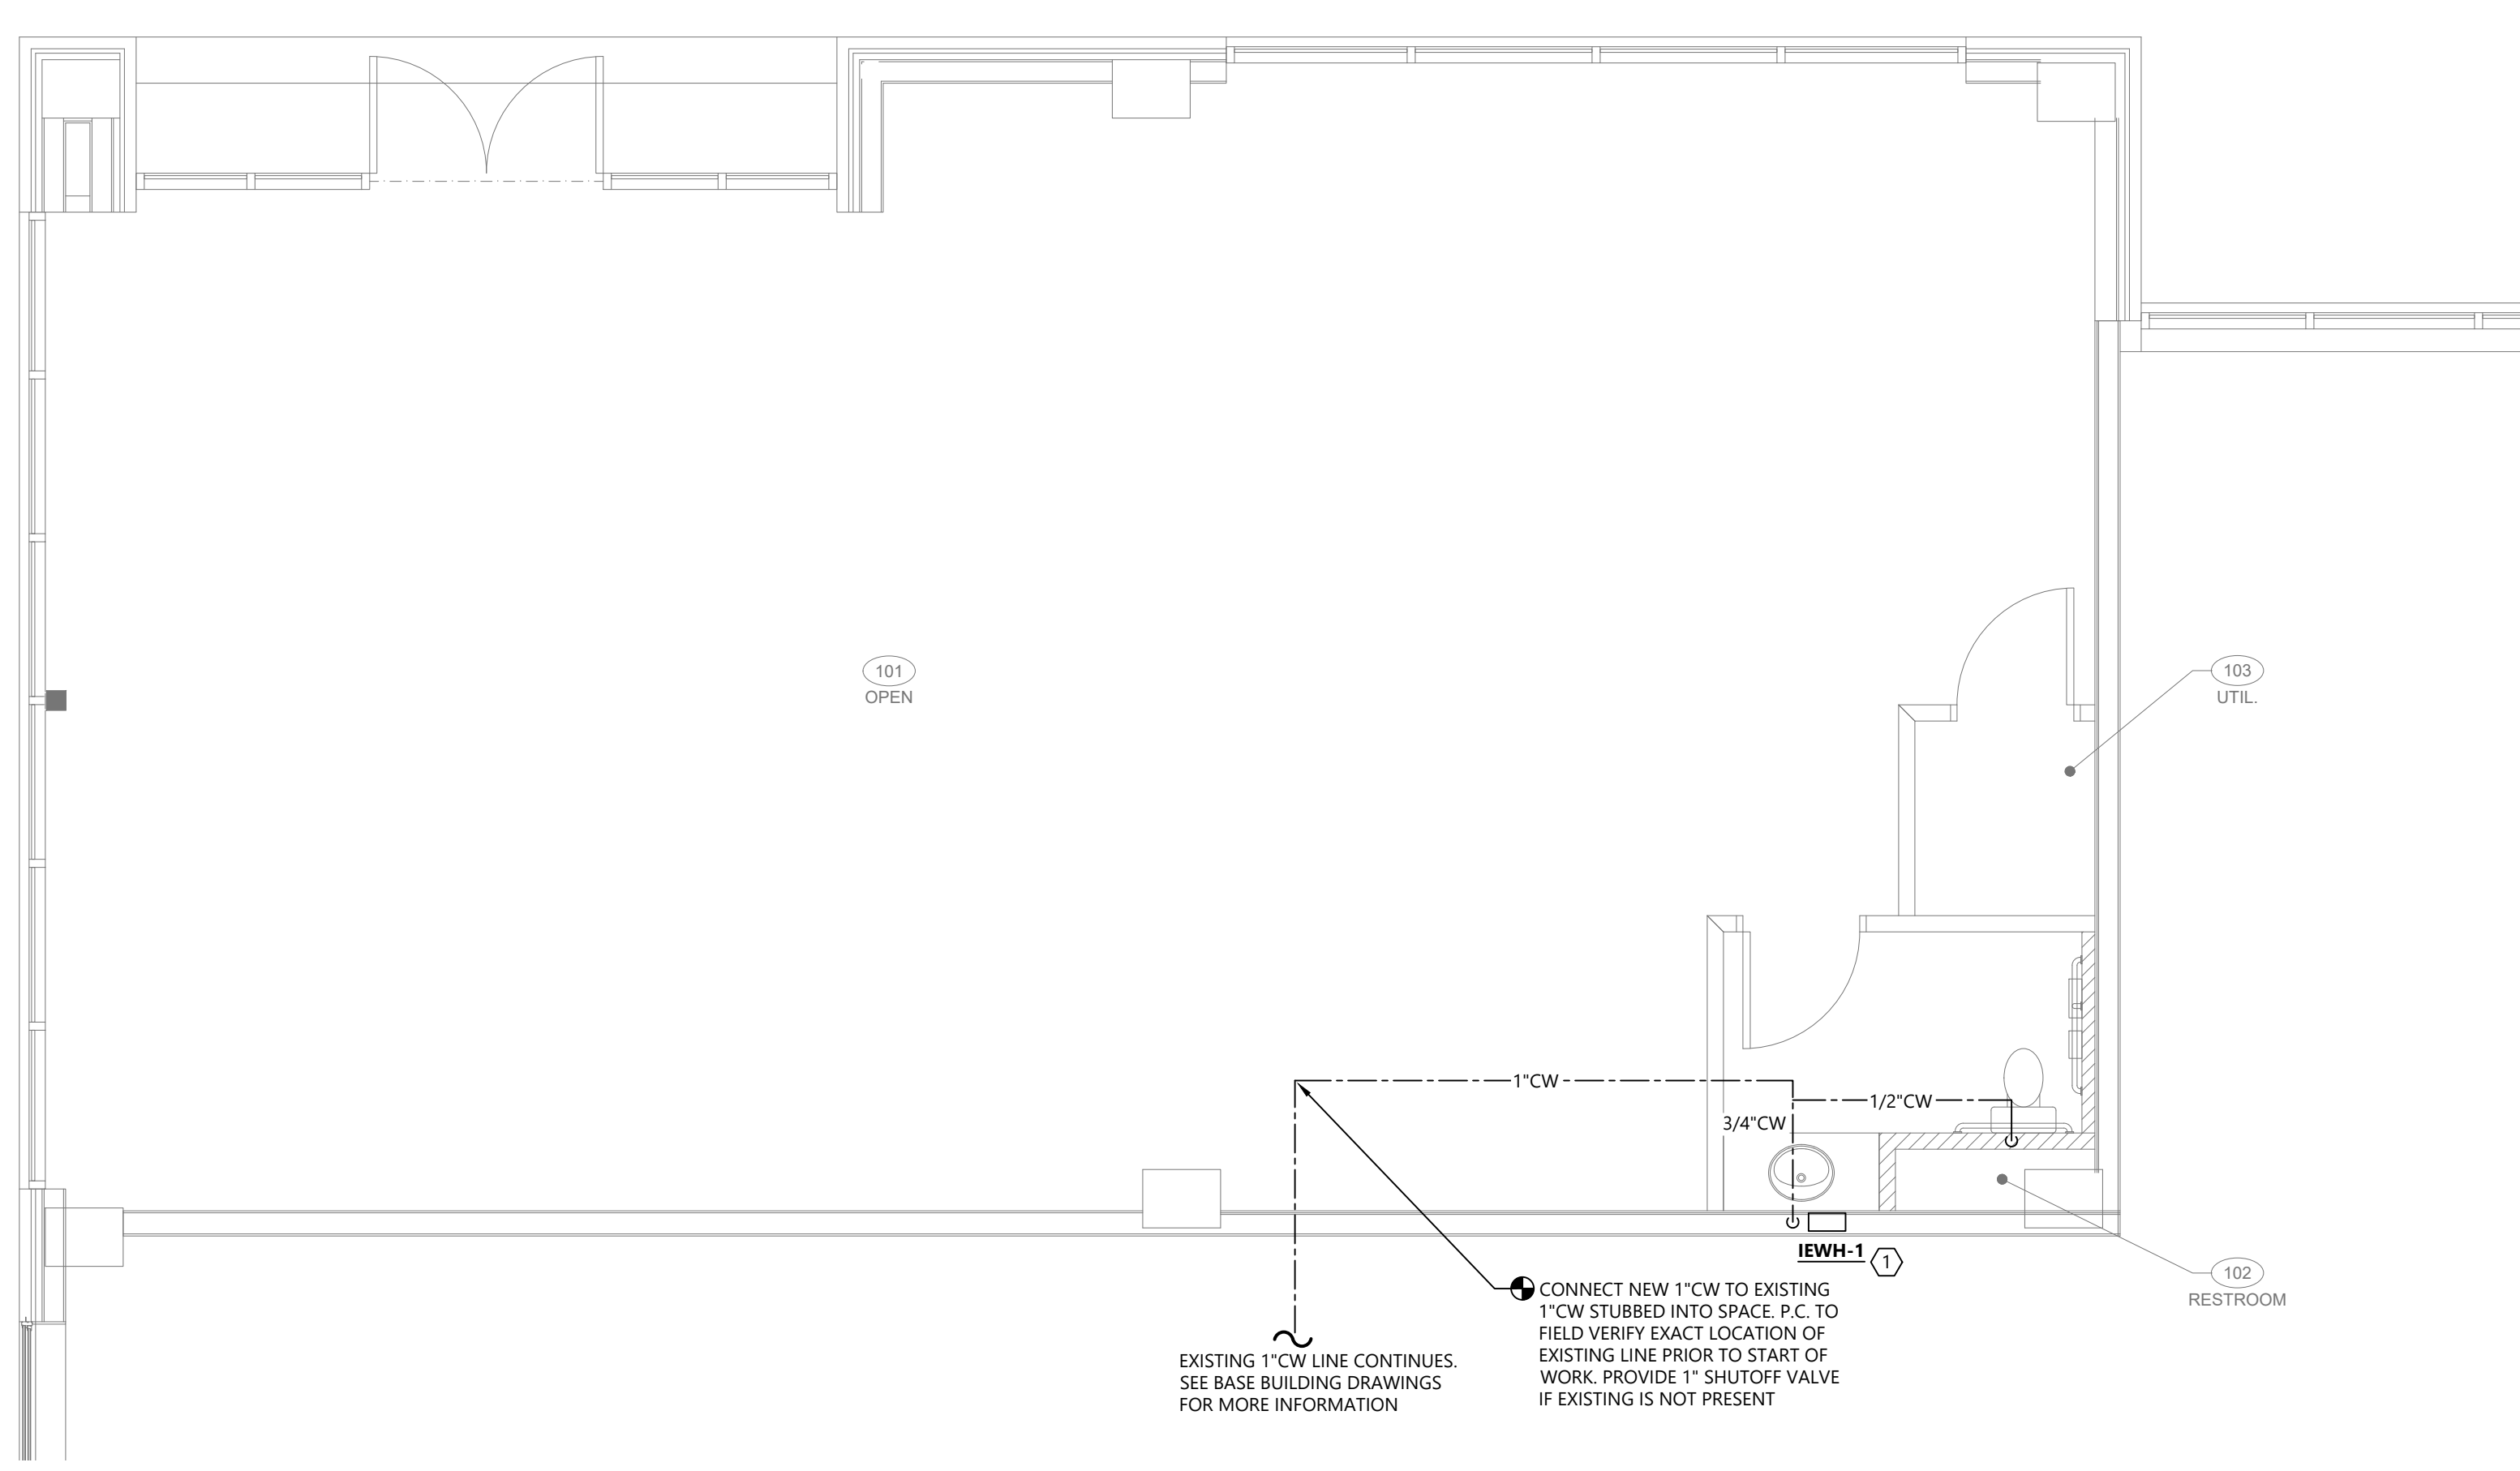 101
OPEN
103
UTIL.
1"CW
1/2"CW
3/4"CW
IEWH-1
1
102
RESTROOM
CONNECT NEW 1"CW TO EXISTING
1"CW STUBBED INTO SPACE. P.C. TO
FIELD VERIFY EXACT LOCATION OF
EXISTING LINE PRIOR TO START OF
WORK. PROVIDE 1" SHUTOFF VALVE
IF EXISTING IS NOT PRESENT
EXISTING 1"CW LINE CONTINUES.
SEE BASE BUILDING DRAWINGS
FOR MORE INFORMATION